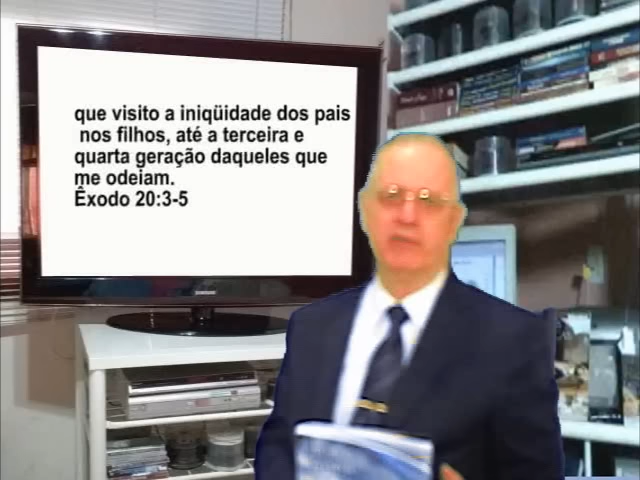 que visito a iniqüidade dos pais
nos filhos, até a terceira e
quarta geração daqueles que
me odeiam.
Êxodo 20:3-5
SAMSUNG